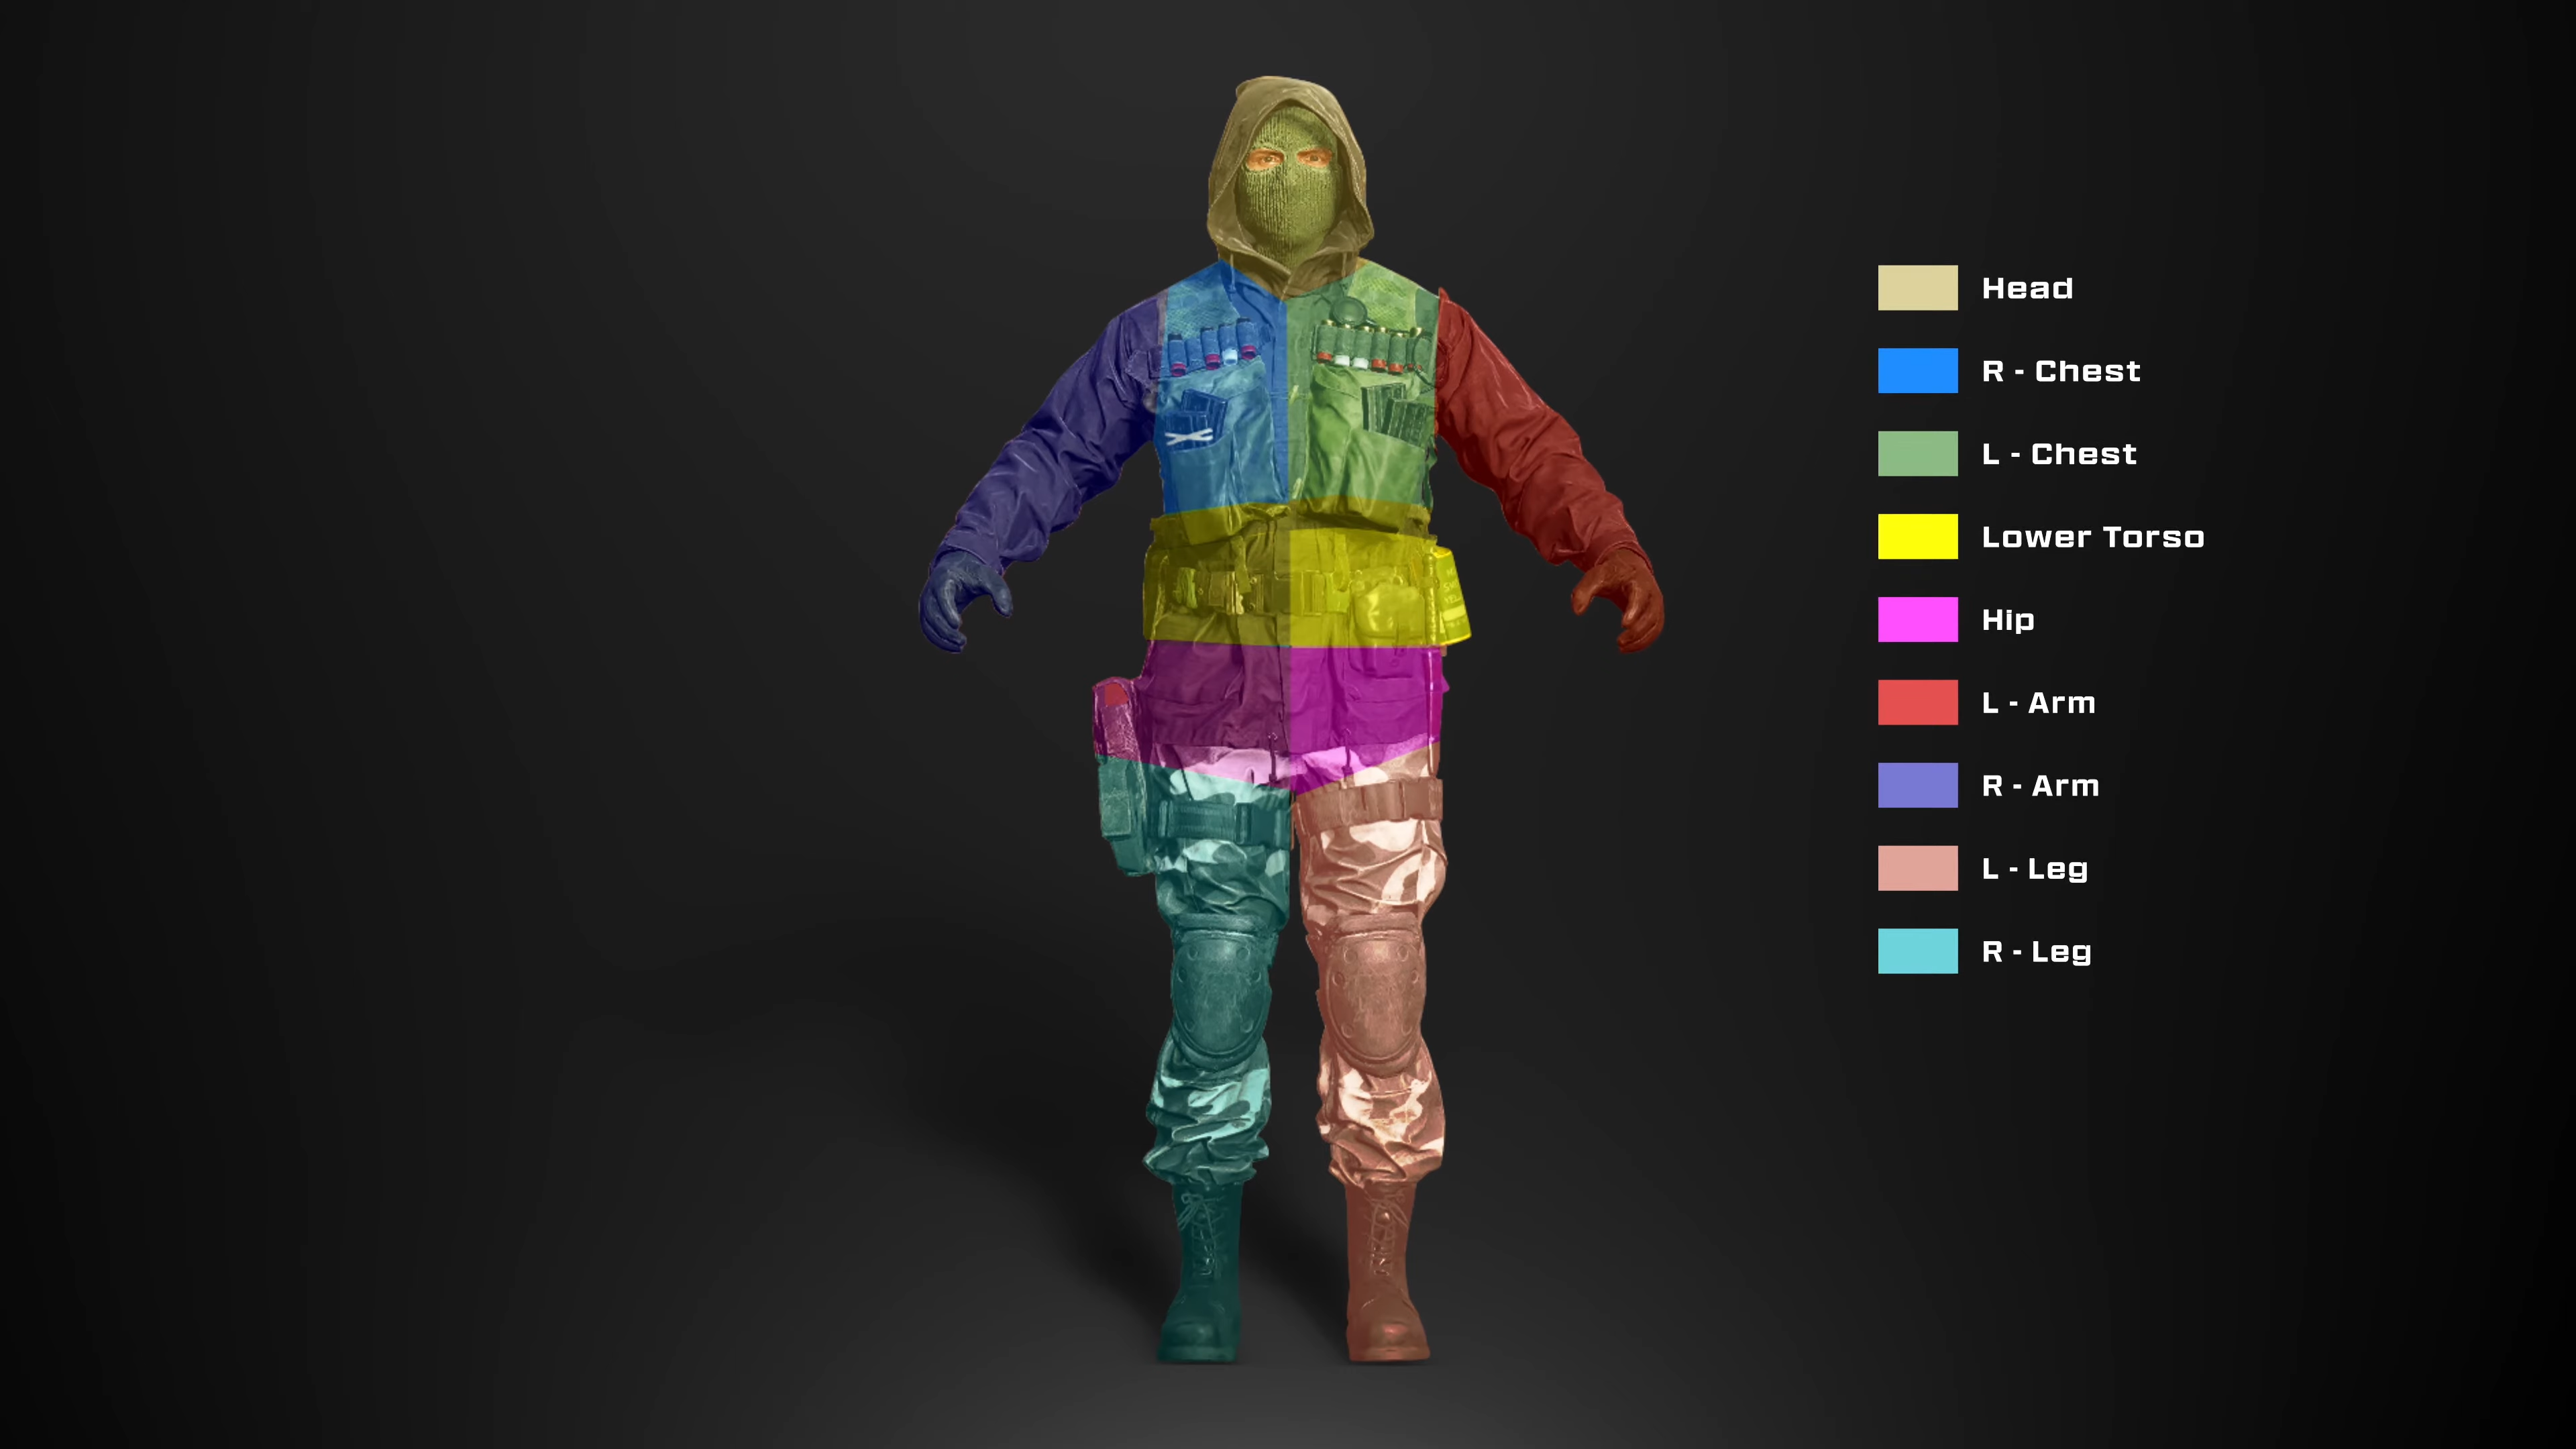 Head
R - Chest
L - Chest
Lower Torso
Hip
L - Arm
R - Arm
L - Leg
R - Leg